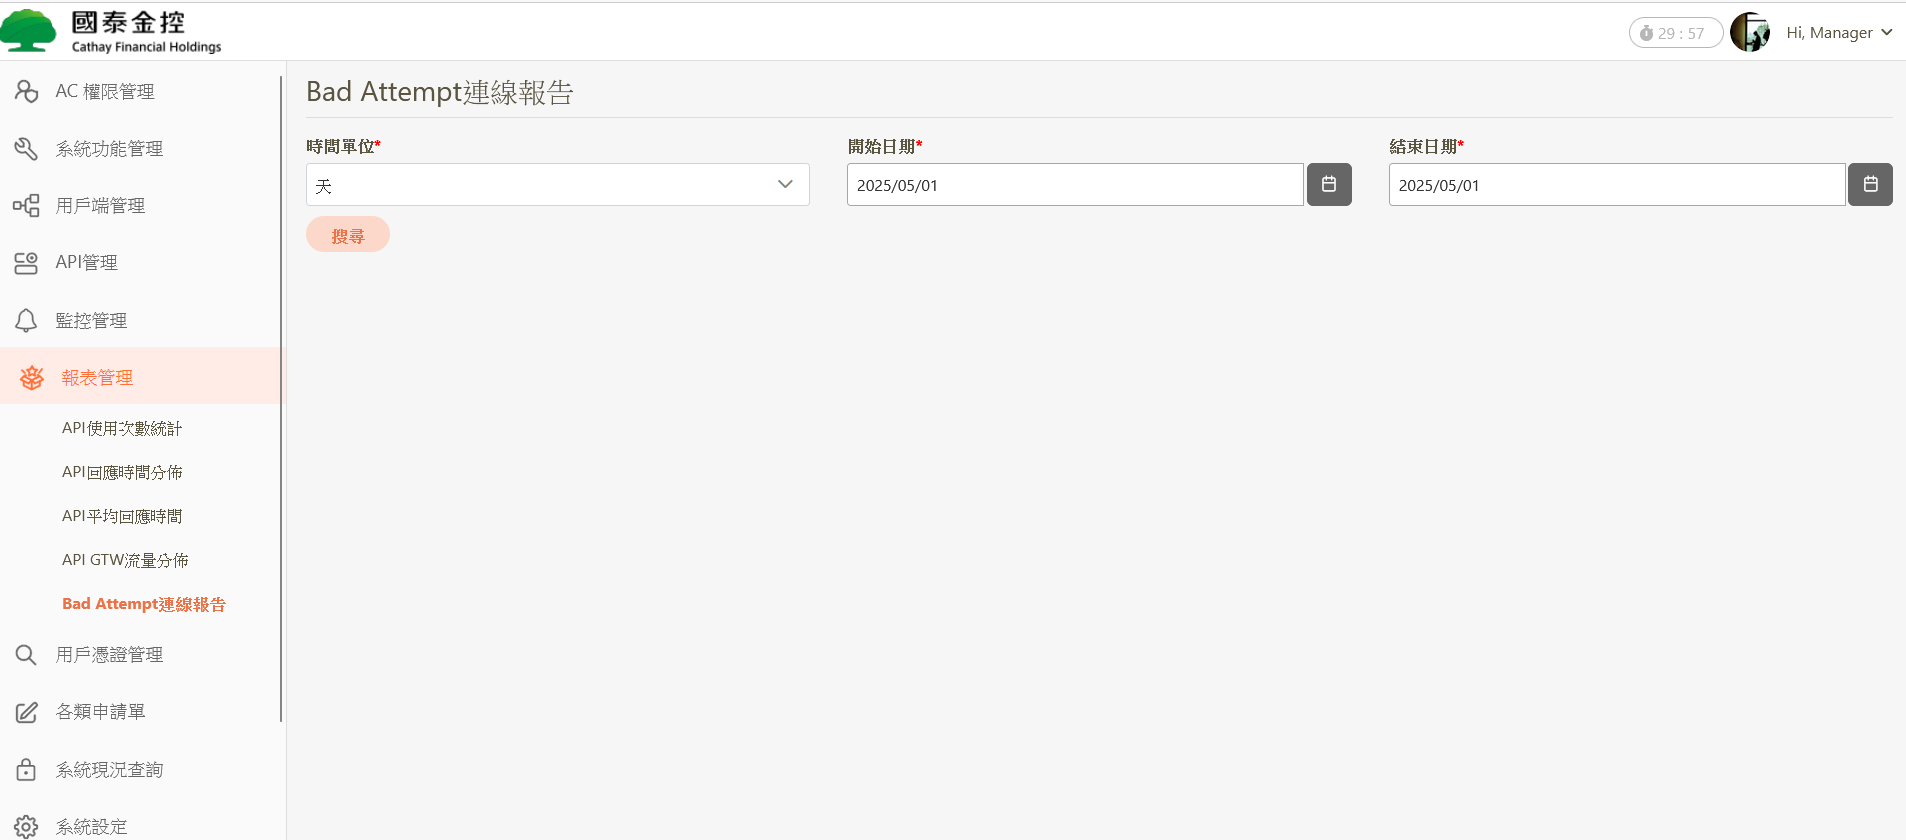 國泰金控
Cathay Financial Holdings
29 : 57
Hi, Manager
AC 權限管理
系統功能管理
用戶端管理
API管理
監控管理
報表管理
API使用次數統計
API回應時間分佈
API平均回應時間
API GTW流量分佈
Bad Attempt連線報告
用戶憑證管理
各類申請單
系統現況查詢
系統設定
Bad Attempt連線報告
時間單位*
天
開始日期*
2025/05/01
結束日期*
2025/05/01
搜尋